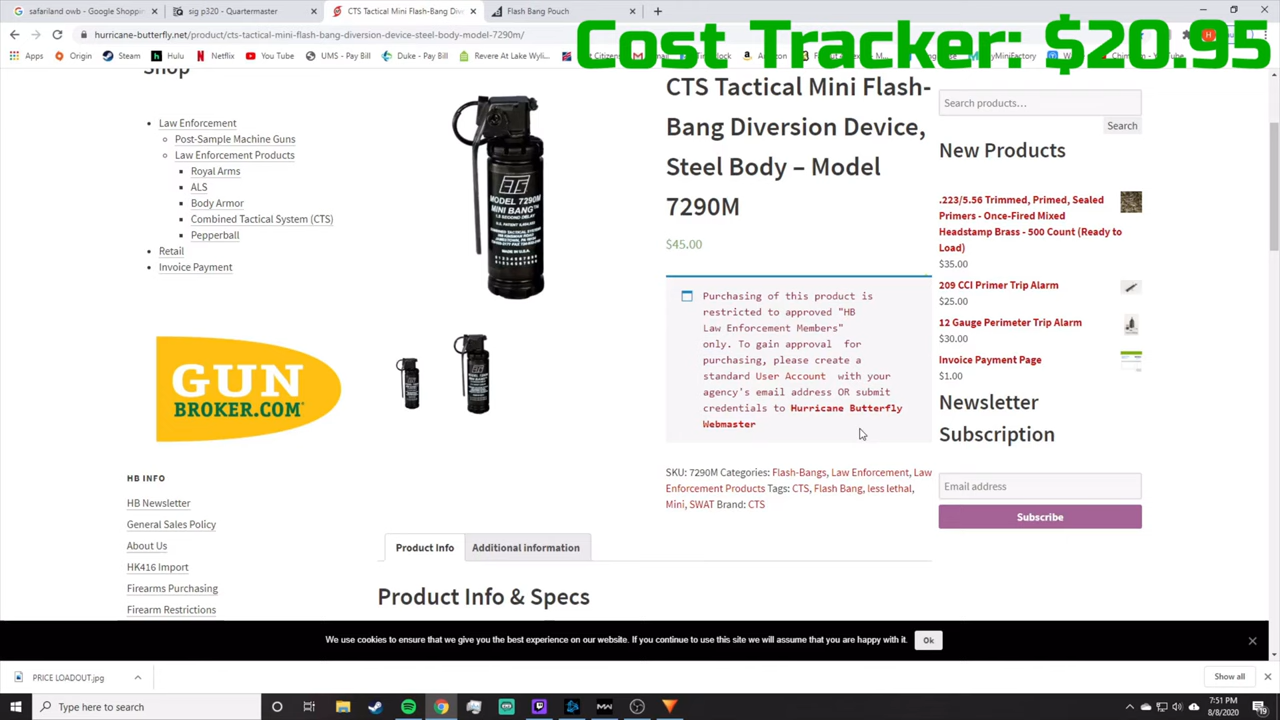 safariland owb - Google Shopping
sig p320 - Quartermaster
CTS Tactical Mini Flash-Bang Div
Flash Bang Pouch
hurricane-butterfly.net/product/cts-tactical-mini-flash-bang-diversion-device-steel-body-model-7290m/
Cost Tracker: $20.95
Apps
Origin
Steam
Hulu
Netflix
You Tube
UMS - Pay Bill
Duke - Pay Bill
Revere At Lake Wylie
Shop
Law Enforcement
Post-Sample Machine Guns
Law Enforcement Products
Royal Arms
ALS
Body Armor
Combined Tactical System (CTS)
Pepperball
Retail
Invoice Payment
GUN
BROKER.COM
HB INFO
HB Newsletter
General Sales Policy
About Us
HK416 Import
Firearms Purchasing
Firearm Restrictions
CTS
MODEL 7290M
MINI BANG
CTS Tactical Mini Flash-
Bang Diversion Device,
Steel Body – Model
7290M
$45.00
Purchasing of this product is
restricted to approved "HB
Law Enforcement Members"
only. To gain approval for
purchasing, please create a
standard User Account with your
agency's email address OR submit
credentials to Hurricane Butterfly
Webmaster
SKU: 7290M Categories: Flash-Bangs, Law Enforcement, Law
Enforcement Products Tags: CTS, Flash Bang, less lethal,
Mini, SWAT Brand: CTS
Product Info
Additional information
Product Info & Specs
Search products…
Search
New Products
.223/5.56 Trimmed, Primed, Sealed
Primers - Once-Fired Mixed
Headstamp Brass - 500 Count (Ready to
Load)
$35.00
209 CCI Primer Trip Alarm
$25.00
12 Gauge Perimeter Trip Alarm
$30.00
Invoice Payment Page
$1.00
Newsletter
Subscription
Email address
Subscribe
We use cookies to ensure that we give you the best experience on our website. If you continue to use this site we will assume that you are happy with it.
Ok
PRICE LOADOUT.jpg
Show all
Type here to search
7:51 PM
8/8/2020
19